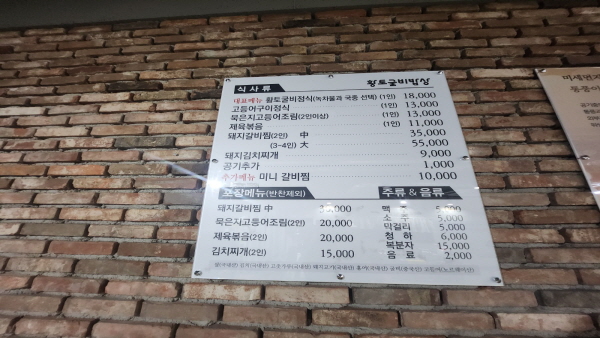 식사류
황토굴비밥상
대표메뉴 황토굴비정식(녹차물과 국중 선택) (1인) 18,000
고등어구이정식 (1인) 13,000
묵은지고등어조림(2인이상) (1인) 13,000
제육볶음 (1인) 11,000
돼지갈비찜(2인) 中 35,000
(3~4인) 大 55,000
돼지김치찌개 9,000
공기추가 1,000
추가메뉴 미니 갈비찜 10,000
포장메뉴(반찬제외)
돼지갈비찜 中
묵은지고등어조림(2인) 20,000
제육볶음(2인) 20,000
김치찌개(2인) 15,000
주류 & 음류
맥주
소주 5,000
막걸리 5,000
청하 6,000
복분자 15,000
음료 2,000